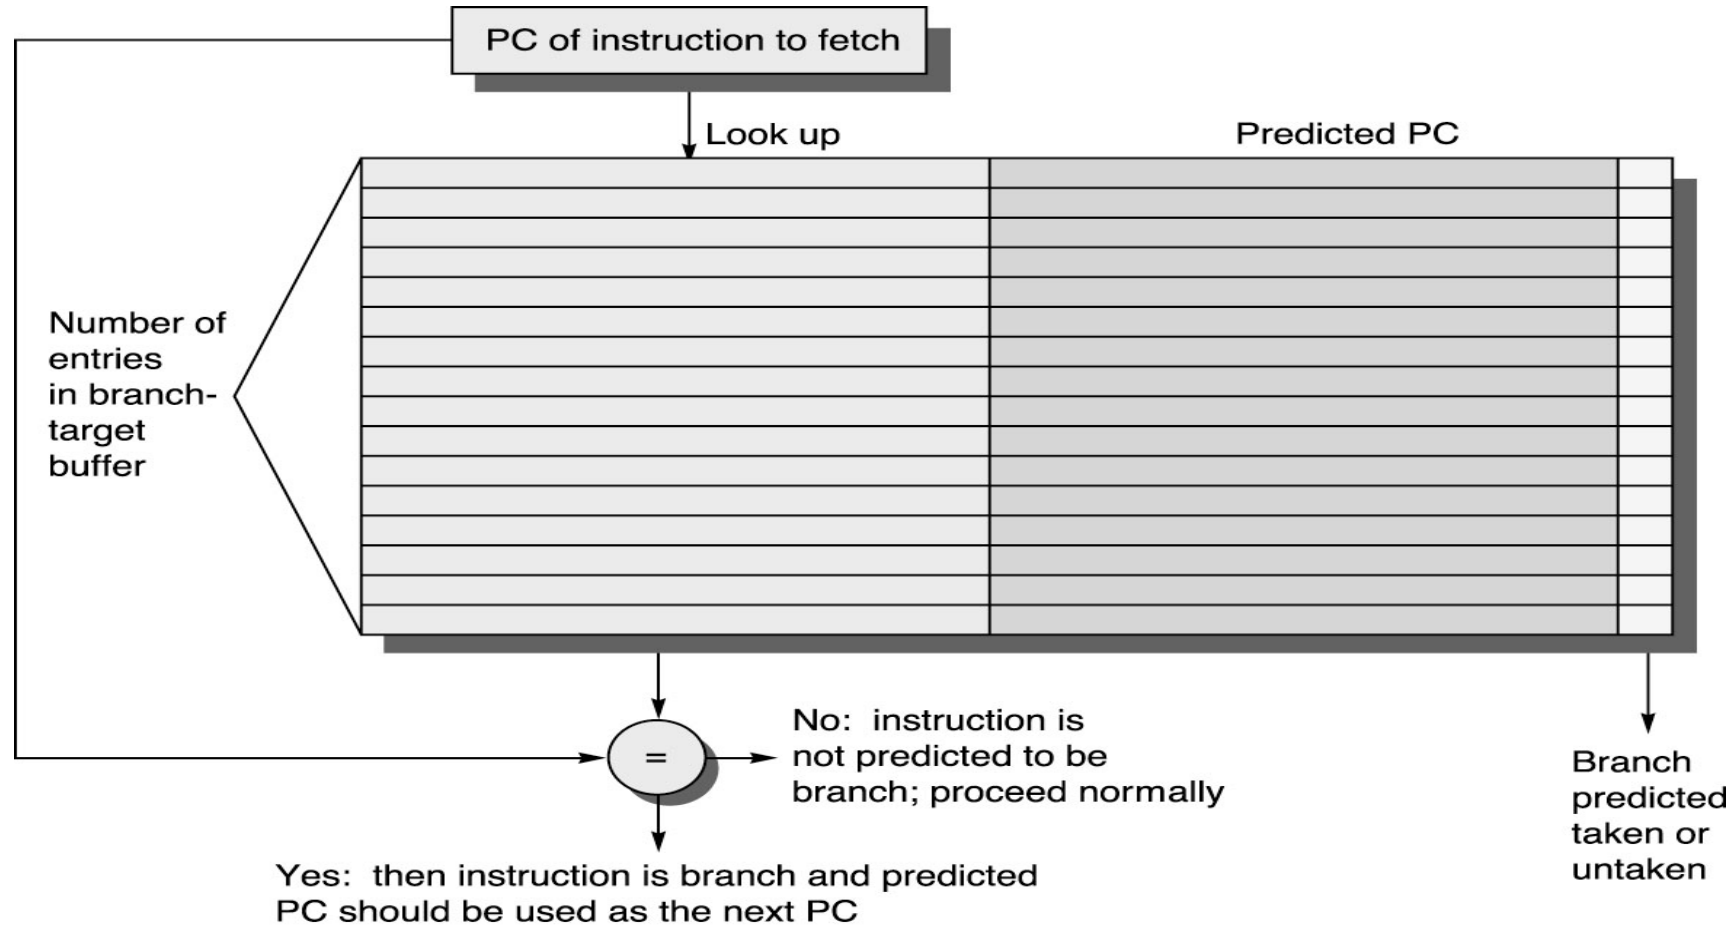 PC of instruction to fetch
Look up
Predicted PC
Number of
entries
in branch-
target
buffer
=
No: instruction is
not predicted to be
branch; proceed normally
Branch
predicted
taken or
untaken
Yes: then instruction is branch and predicted
PC should be used as the next PC